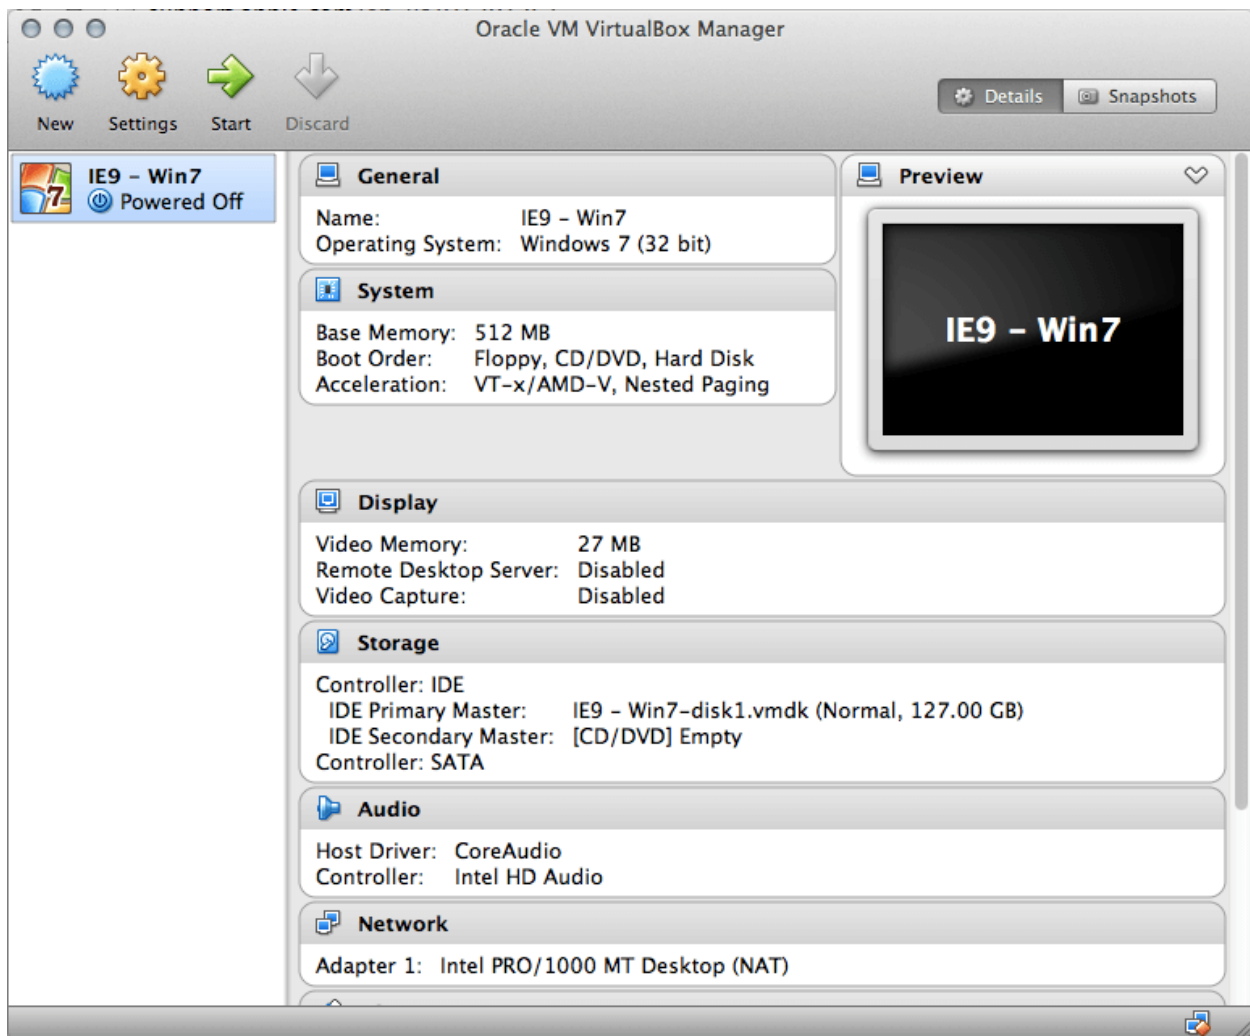 Oracle VM VirtualBox Manager
New Settings Start Discard
Details Snapshots
IE9 – Win7
Powered Off
General
Name: IE9 – Win7
Operating System: Windows 7 (32 bit)
System
Base Memory: 512 MB
Boot Order: Floppy, CD/DVD, Hard Disk
Acceleration: VT-x/AMD-V, Nested Paging
Preview
IE9 – Win7
Display
Video Memory: 27 MB
Remote Desktop Server: Disabled
Video Capture: Disabled
Storage
Controller: IDE
IDE Primary Master: IE9 – Win7-disk1.vmdk (Normal, 127.00 GB)
IDE Secondary Master: [CD/DVD] Empty
Controller: SATA
Audio
Host Driver: CoreAudio
Controller: Intel HD Audio
Network
Adapter 1: Intel PRO/1000 MT Desktop (NAT)